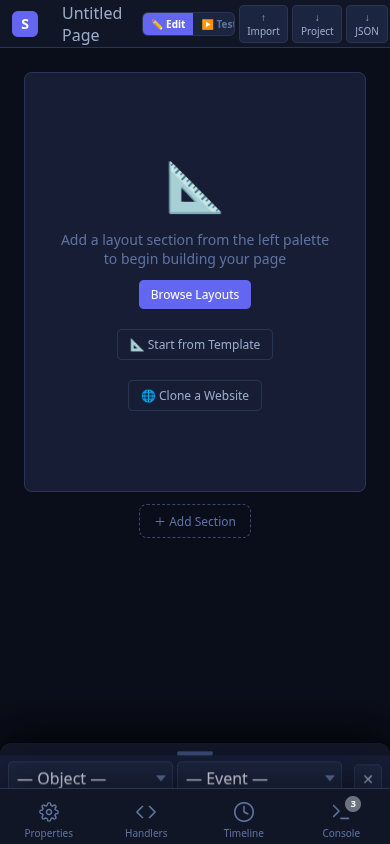 S
Untitled
Page
Edit
Test
↑
Import
↓
Project
↓
JSON
Add a layout section from the left palette
to begin building your page
Browse Layouts
Start from Template
Clone a Website
+ Add Section
— Object —
— Event —
✕
3
Properties
Handlers
Timeline
Console